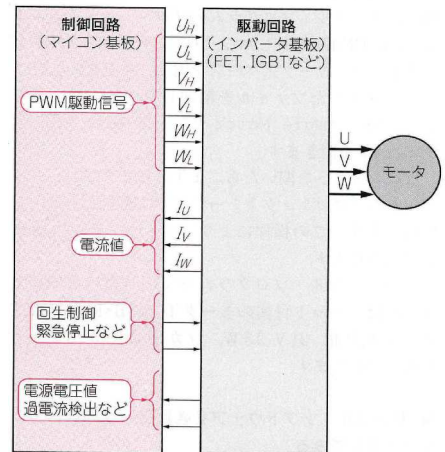 制御回路
(マイコン基板)
駆動回路
(インバータ基板)
(FET, IGBTなど)
U_H
U_L
V_H
V_L
W_H
W_L
PWM駆動信号
U
V
W
モータ
I_U
I_V
I_W
電流値
回生制御
緊急停止など
電源電圧値
過電流検出など